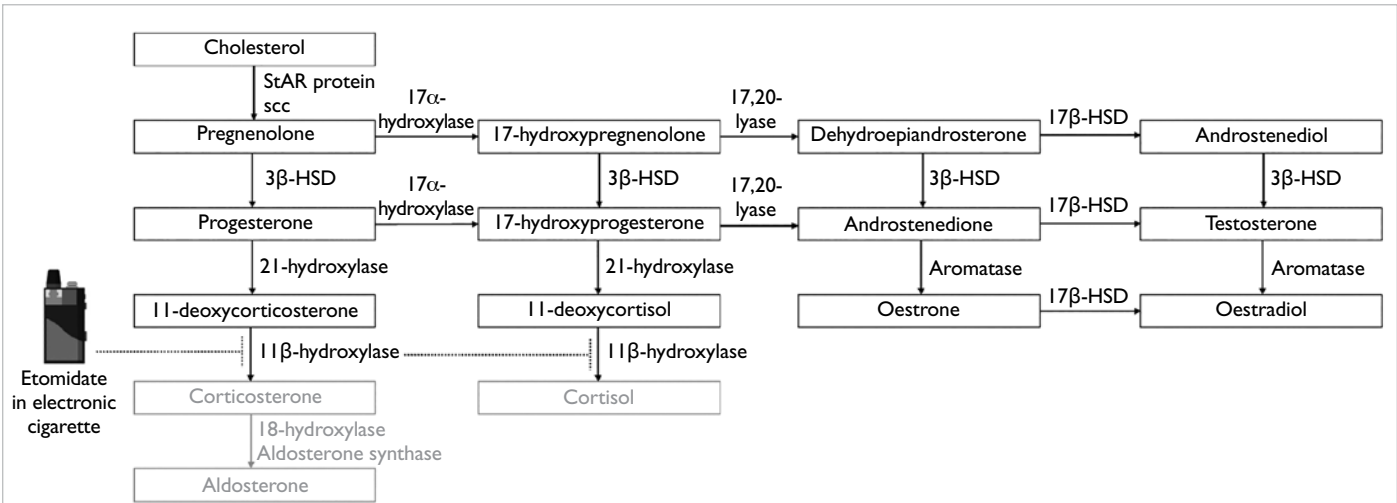 Cholesterol
StAR protein
scc
17α-
hydroxylase
17,20-
lyase
17β-HSD
Pregnenolone
17-hydroxypregnenolone
Dehydroepiandrosterone
Androstenediol
3β-HSD
3β-HSD
3β-HSD
3β-HSD
17α-
hydroxylase
17,20-
lyase
17β-HSD
Progesterone
17-hydroxyprogesterone
Androstenedione
Testosterone
21-hydroxylase
21-hydroxylase
Aromatase
Aromatase
17β-HSD
11-deoxycorticosterone
11-deoxycortisol
Oestrone
Oestradiol
11β-hydroxylase
11β-hydroxylase
Etomidate
in electronic
cigarette
Corticosterone
Cortisol
18-hydroxylase
Aldosterone synthase
Aldosterone